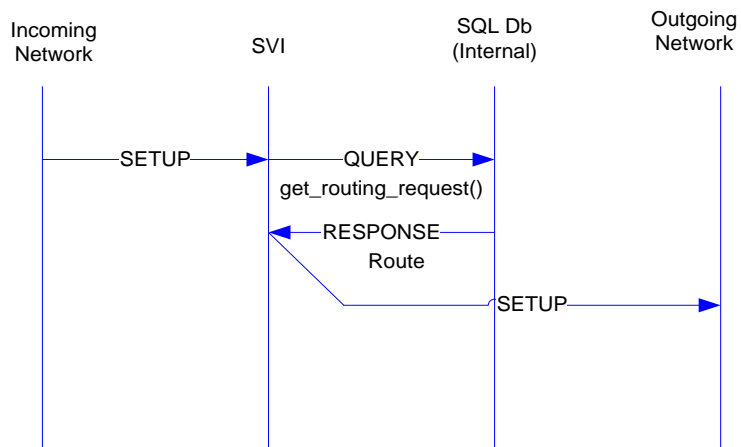 Incoming
Network
SVI
SQL Db
(Internal)
Outgoing
Network
SETUP
QUERY
get_routing_request()
RESPONSE
Route
SETUP